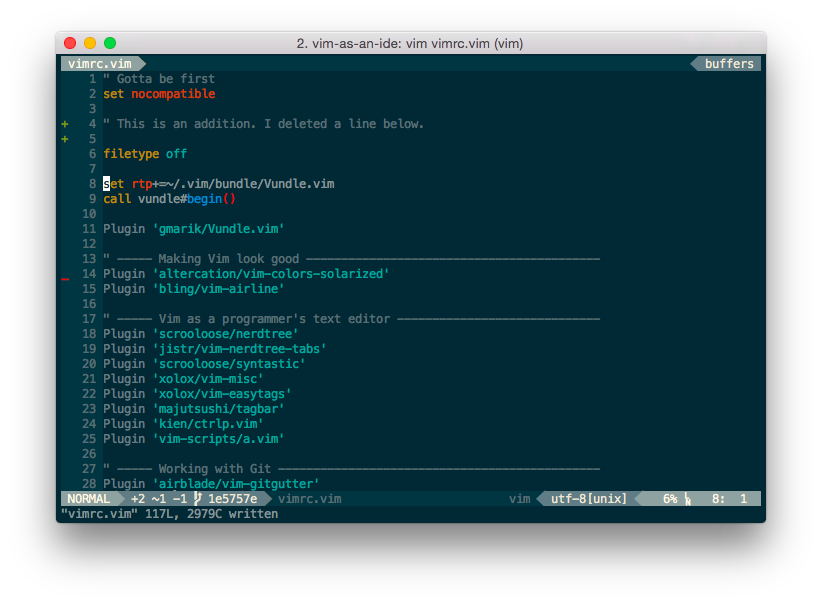 2. vim-as-an-ide: vim vimrc.vim (vim)
vimrc.vim buffers
1 " Gotta be first
2 set nocompatible
3
+ 4 " This is an addition. I deleted a line below.
+ 5
6 filetype off
7
8 set rtp+=~/.vim/bundle/Vundle.vim
9 call vundle#begin()
10
11 Plugin 'gmarik/Vundle.vim'
12
13 " ----- Making Vim look good ------------------------------------------
_ 14 Plugin 'altercation/vim-colors-solarized'
15 Plugin 'bling/vim-airline'
16
17 " ----- Vim as a programmer's text editor -----------------------------
18 Plugin 'scrooloose/nerdtree'
19 Plugin 'jistr/vim-nerdtree-tabs'
20 Plugin 'scrooloose/syntastic'
21 Plugin 'xolox/vim-misc'
22 Plugin 'xolox/vim-easytags'
23 Plugin 'majutsushi/tagbar'
24 Plugin 'kien/ctrlp.vim'
25 Plugin 'vim-scripts/a.vim'
26
27 " ----- Working with Git ----------------------------------------------
28 Plugin 'airblade/vim-gitgutter'
NORMAL +2 ~1 -1 1e5757e vimrc.vim vim utf-8[unix] 6% LN 8: 1
"vimrc.vim" 117L, 2979C written